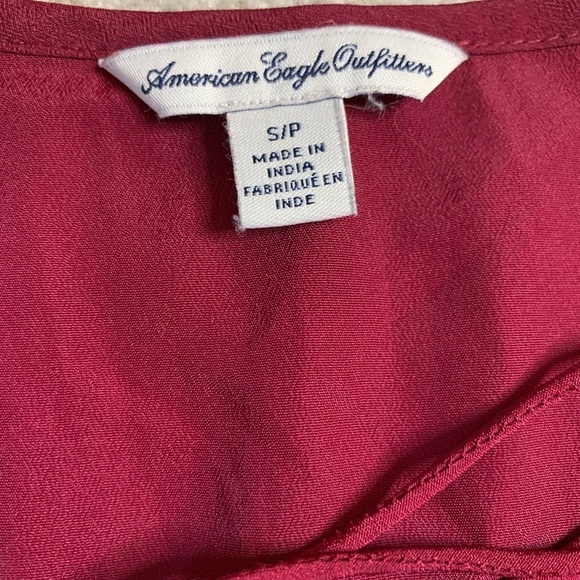 American Eagle Outfitters
S/P
MADE IN
INDIA
FABRIQUÉ EN
INDE